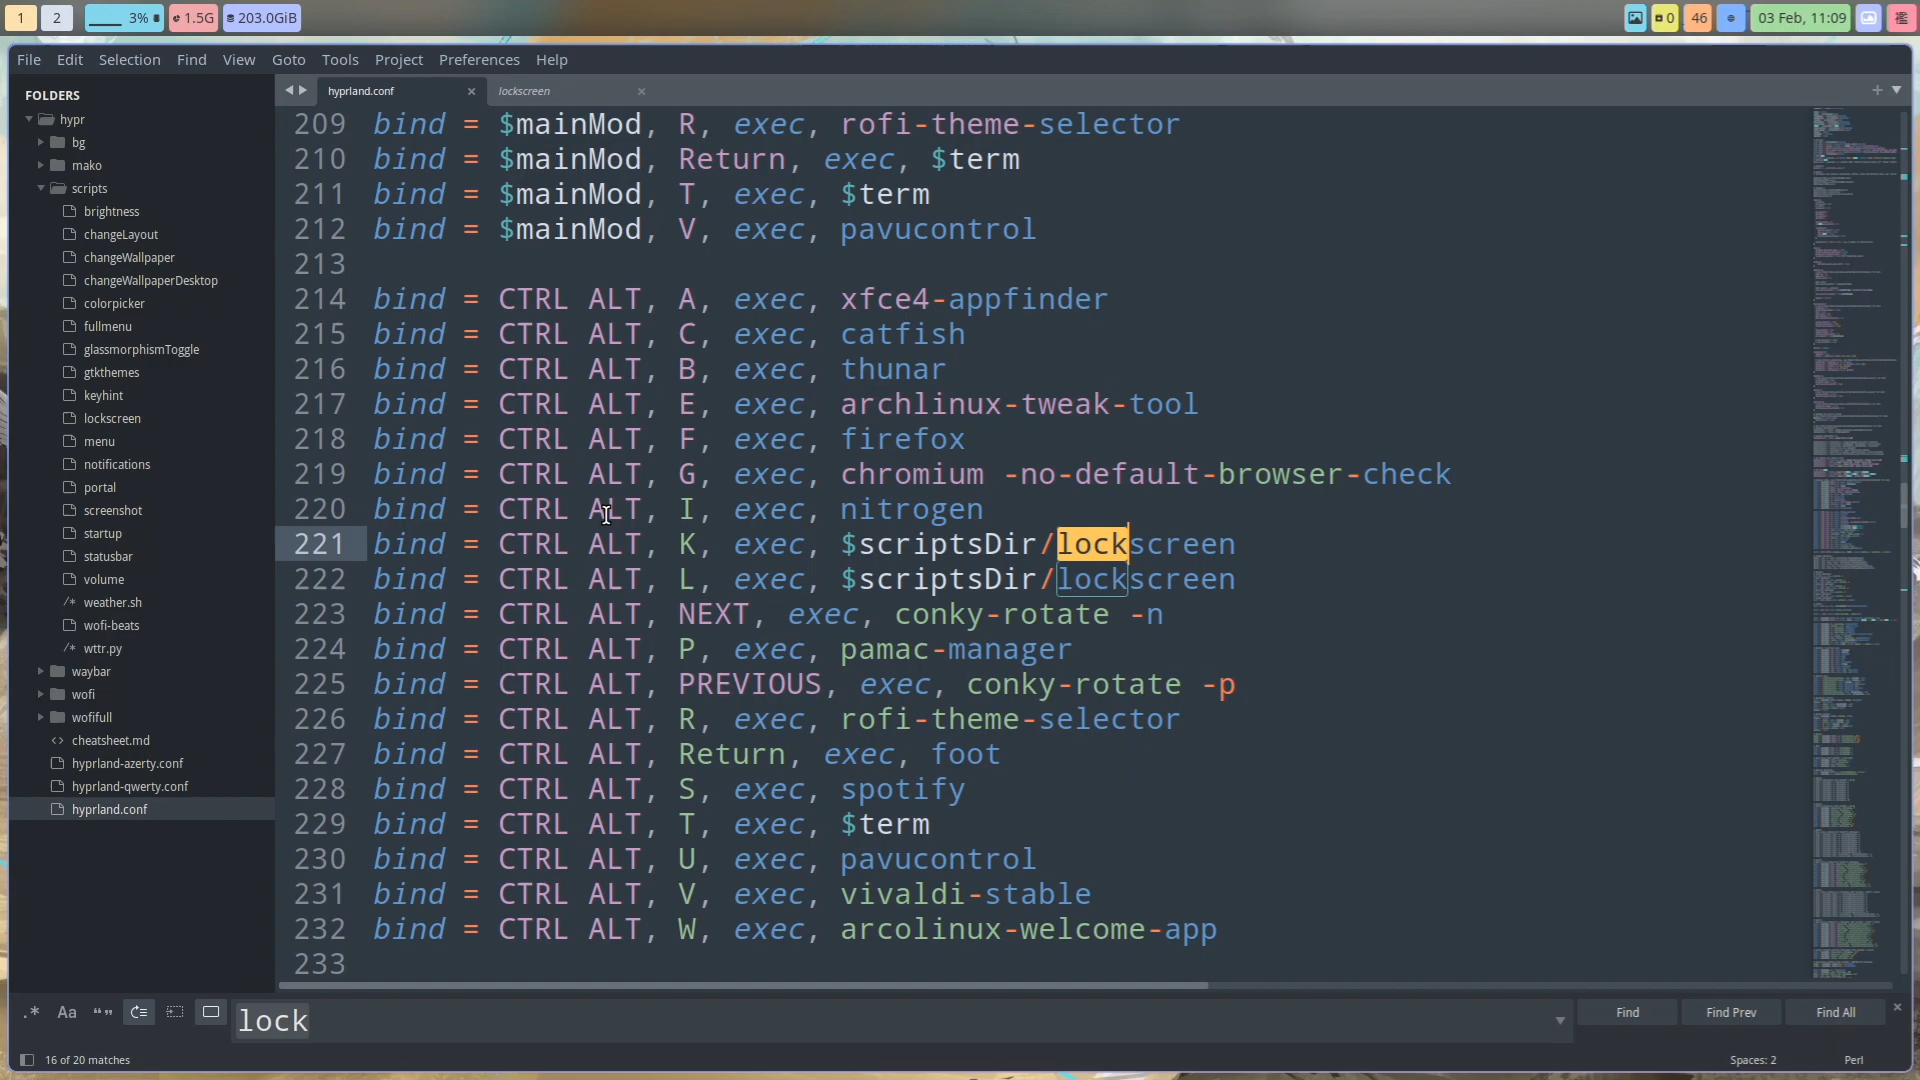 1 2 3% 1.5G 203.0GiB 0 46 03 Feb, 11:09
File Edit Selection Find View Goto Tools Project Preferences Help
FOLDERS
hypr
bg
mako
scripts
brightness
changeLayout
changeWallpaper
changeWallpaperDesktop
colorpicker
fullmenu
glassmorphismToggle
gtkthemes
keyhint
lockscreen
menu
notifications
portal
screenshot
startup
statusbar
volume
/* weather.sh
wofi-beats
/* wttr.py
waybar
wofi
wofifull
<> cheatsheet.md
hyprland-azerty.conf
hyprland-qwerty.conf
hyprland.conf
hyprland.conf × lockscreen ×
209 bind = $mainMod, R, exec, rofi-theme-selector
210 bind = $mainMod, Return, exec, $term
211 bind = $mainMod, T, exec, $term
212 bind = $mainMod, V, exec, pavucontrol
213
214 bind = CTRL ALT, A, exec, xfce4-appfinder
215 bind = CTRL ALT, C, exec, catfish
216 bind = CTRL ALT, B, exec, thunar
217 bind = CTRL ALT, E, exec, archlinux-tweak-tool
218 bind = CTRL ALT, F, exec, firefox
219 bind = CTRL ALT, G, exec, chromium -no-default-browser-check
220 bind = CTRL ALT, I, exec, nitrogen
221 bind = CTRL ALT, K, exec, $scriptsDir/lockscreen
222 bind = CTRL ALT, L, exec, $scriptsDir/lockscreen
223 bind = CTRL ALT, NEXT, exec, conky-rotate -n
224 bind = CTRL ALT, P, exec, pamac-manager
225 bind = CTRL ALT, PREVIOUS, exec, conky-rotate -p
226 bind = CTRL ALT, R, exec, rofi-theme-selector
227 bind = CTRL ALT, Return, exec, foot
228 bind = CTRL ALT, S, exec, spotify
229 bind = CTRL ALT, T, exec, $term
230 bind = CTRL ALT, U, exec, pavucontrol
231 bind = CTRL ALT, V, exec, vivaldi-stable
232 bind = CTRL ALT, W, exec, arcolinux-welcome-app
233
.* Aa "" lock Find Find Prev Find All ×
16 of 20 matches Spaces: 2 Perl